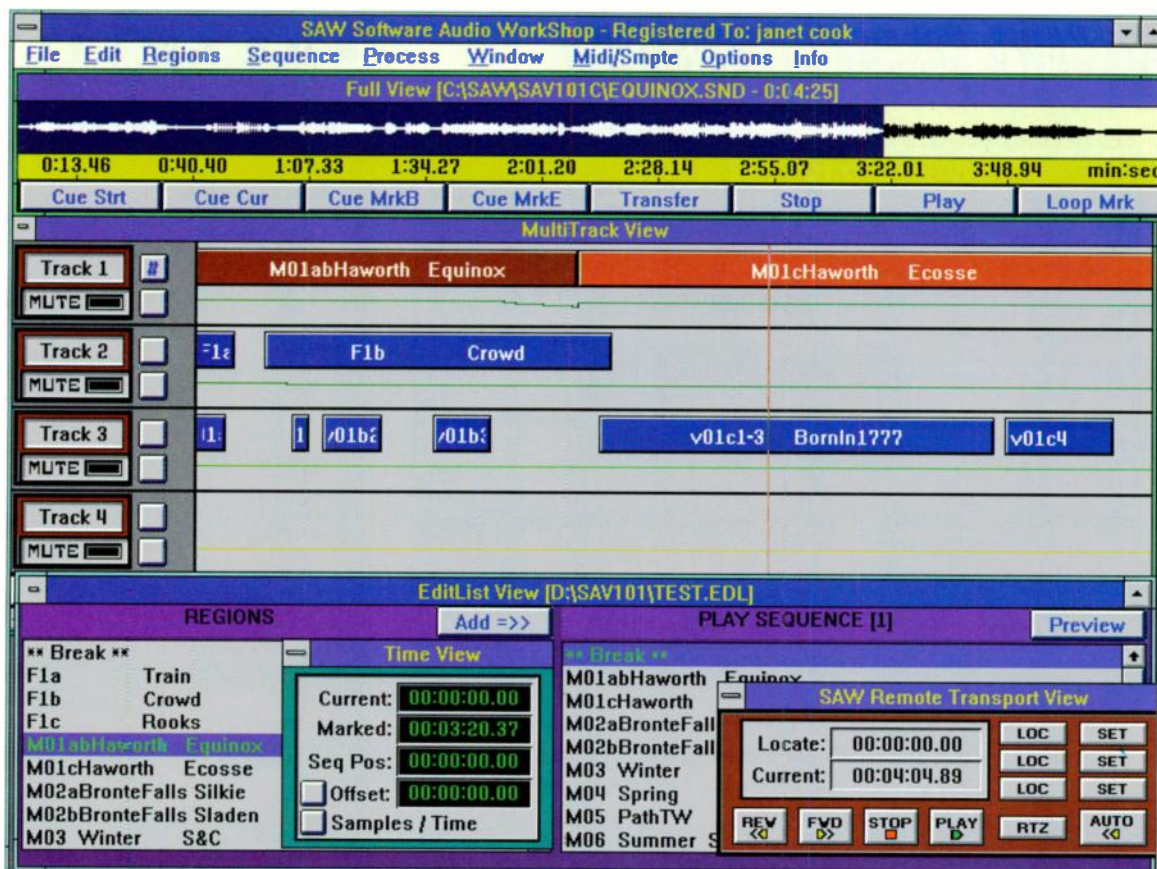 SAW Software Audio WorkShop - Registered To: janet cook
File Edit Regions Sequence Process Window Midi/Smpte Options Info
Full View [C:\SAW\SAV101C\EQUINOX.SND - 0:04:25]
0:13.46 0:40.40 1:07.33 1:34.27 2:01.20 2:28.14 2:55.07 3:22.01 3:48.94 min:sec
Cue Strt Cue Cur Cue MrkB Cue MrkE Transfer Stop Play Loop Mrk
MultiTrack View
Track 1 # M01abHaworth Equinox M01cHaworth Ecosse
MUTE
Track 2 F1b Crowd
MUTE
Track 3 1 v01c1-3 BornIn1777 v01c4
MUTE
Track 4
MUTE
EditList View [D:\SAV101\TEST.EDL]
REGIONS Add =>> PLAY SEQUENCE [1] Preview
** Break **
F1a Train
F1b Crowd
F1c Rooks
M01abHaworth Equinox
M01cHaworth Ecosse
M02aBronteFalls Silkie
M02bBronteFalls Sladen
M03 Winter S&C
Time View
Current: 00:00:00.00
Marked: 00:03:20.37
Seq Pos: 00:00:00.00
Offset: 00:00:00.00
Samples / Time
** Break **
M01abHaworth Equinox
M01cHaworth
M02aBronteFall
M02bBronteFall
M03 Winter
M04 Spring
M05 PathTW
M06 Summer S
SAW Remote Transport View
Locate: 00:00:00.00 LOC SET
Current: 00:04:04.89 LOC SET
LOC SET
REW FWD STOP PLAY RTZ AUTO